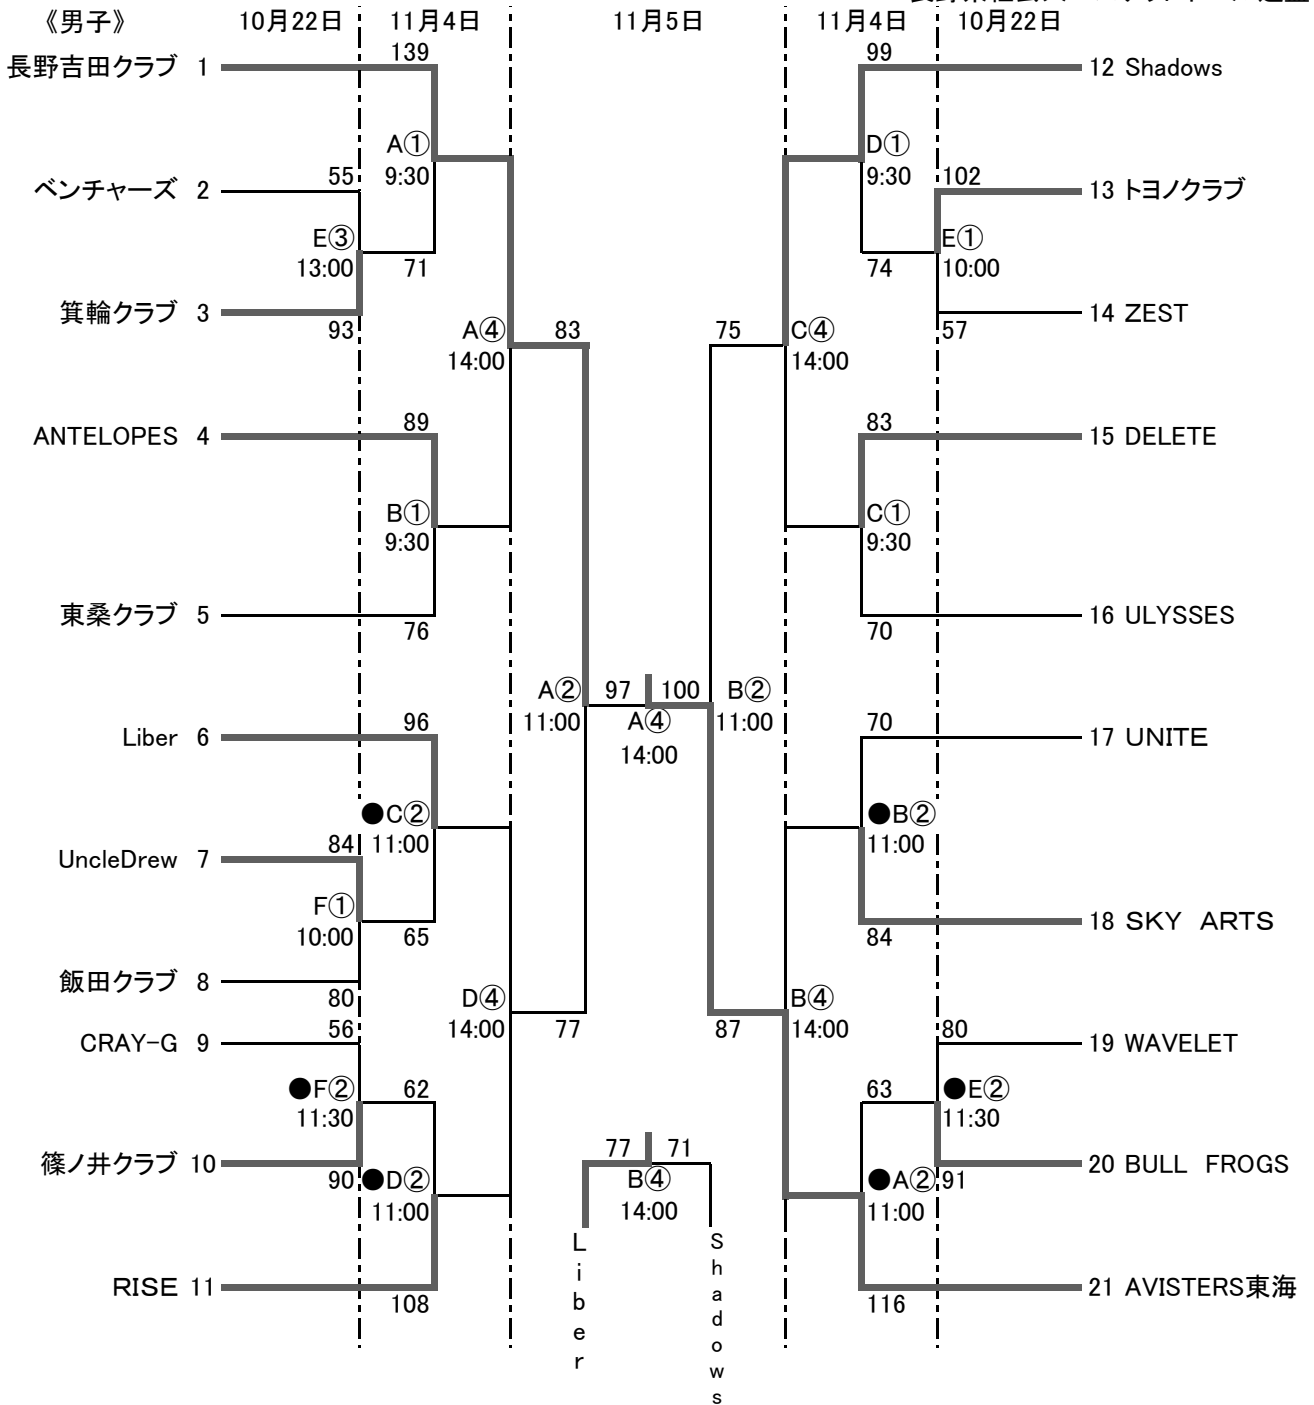 《男子》 10月22日 11月4日 11月5日 11月4日 10月22日
139 99
長野吉田クラブ 1 12 Shadows
A① D①
9:30 9:30
55 102
ベンチャーズ 2 13 トヨノクラブ
E③ E①
13:00 71 74 10:00
箕輪クラブ 3 14 ZEST
93 A④ 83 75 C④ 57
14:00 14:00
89 83
ANTELOPES 4 15 DELETE
B① C①
9:30 9:30
東桑クラブ 5 16 ULYSSES
76 70
A② 97 100 B②
11:00 A④ 11:00
96 70
Liber 6 14:00 17 UNITE
●C② ●B②
84 11:00 11:00
UncleDrew 7
F①
10:00 65 84 18 SKY ARTS
飯田クラブ 8
80 D④ B④
56 14:00 77 87 14:00 80
CRAY-G 9 19 WAVELET
●F② 62 63 ●E②
11:30 11:30
77 71
篠ノ井クラブ 10 20 BULL FROGS
90 ●D② B④ ●A② 91
11:00 14:00 11:00
Liber Shadows
RISE 11 21 AVISTERS東海
108 116